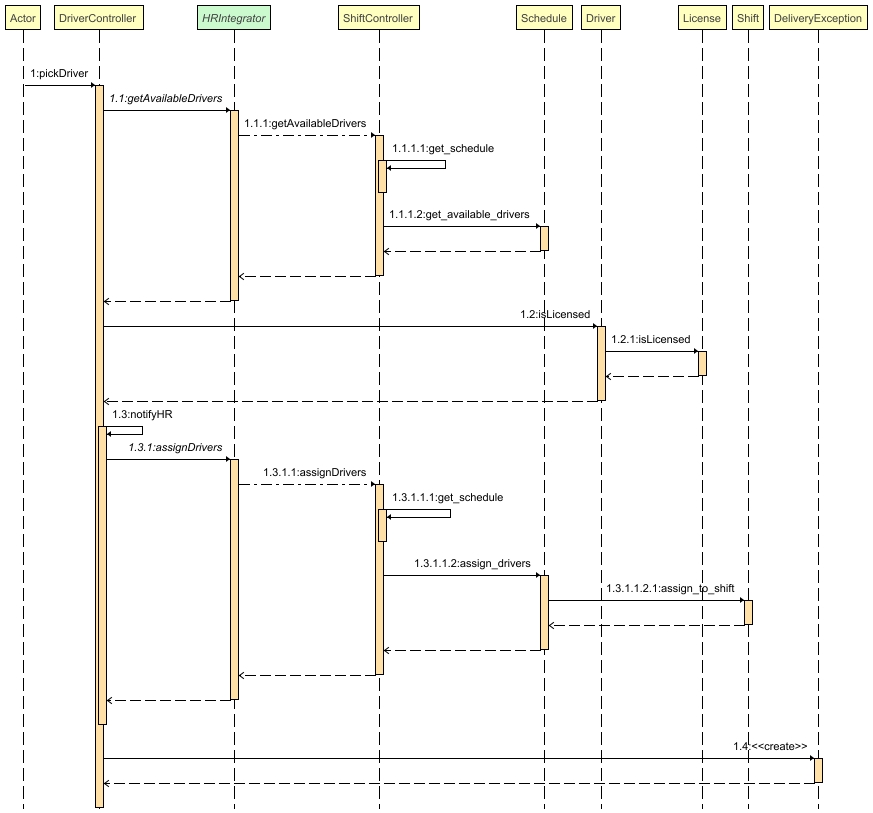 Actor
DriverController
HRIntegrator
ShiftController
Schedule
Driver
License
Shift
DeliveryException
1:pickDriver
1.1:getAvailableDrivers
1.1.1:getAvailableDrivers
1.1.1.1:get_schedule
1.1.1.2:get_available_drivers
1.2:isLicensed
1.2.1:isLicensed
1.3:notifyHR
1.3.1:assignDrivers
1.3.1.1:assignDrivers
1.3.1.1.1:get_schedule
1.3.1.1.2:assign_drivers
1.3.1.1.2.1:assign_to_shift
1.4:<<create>>